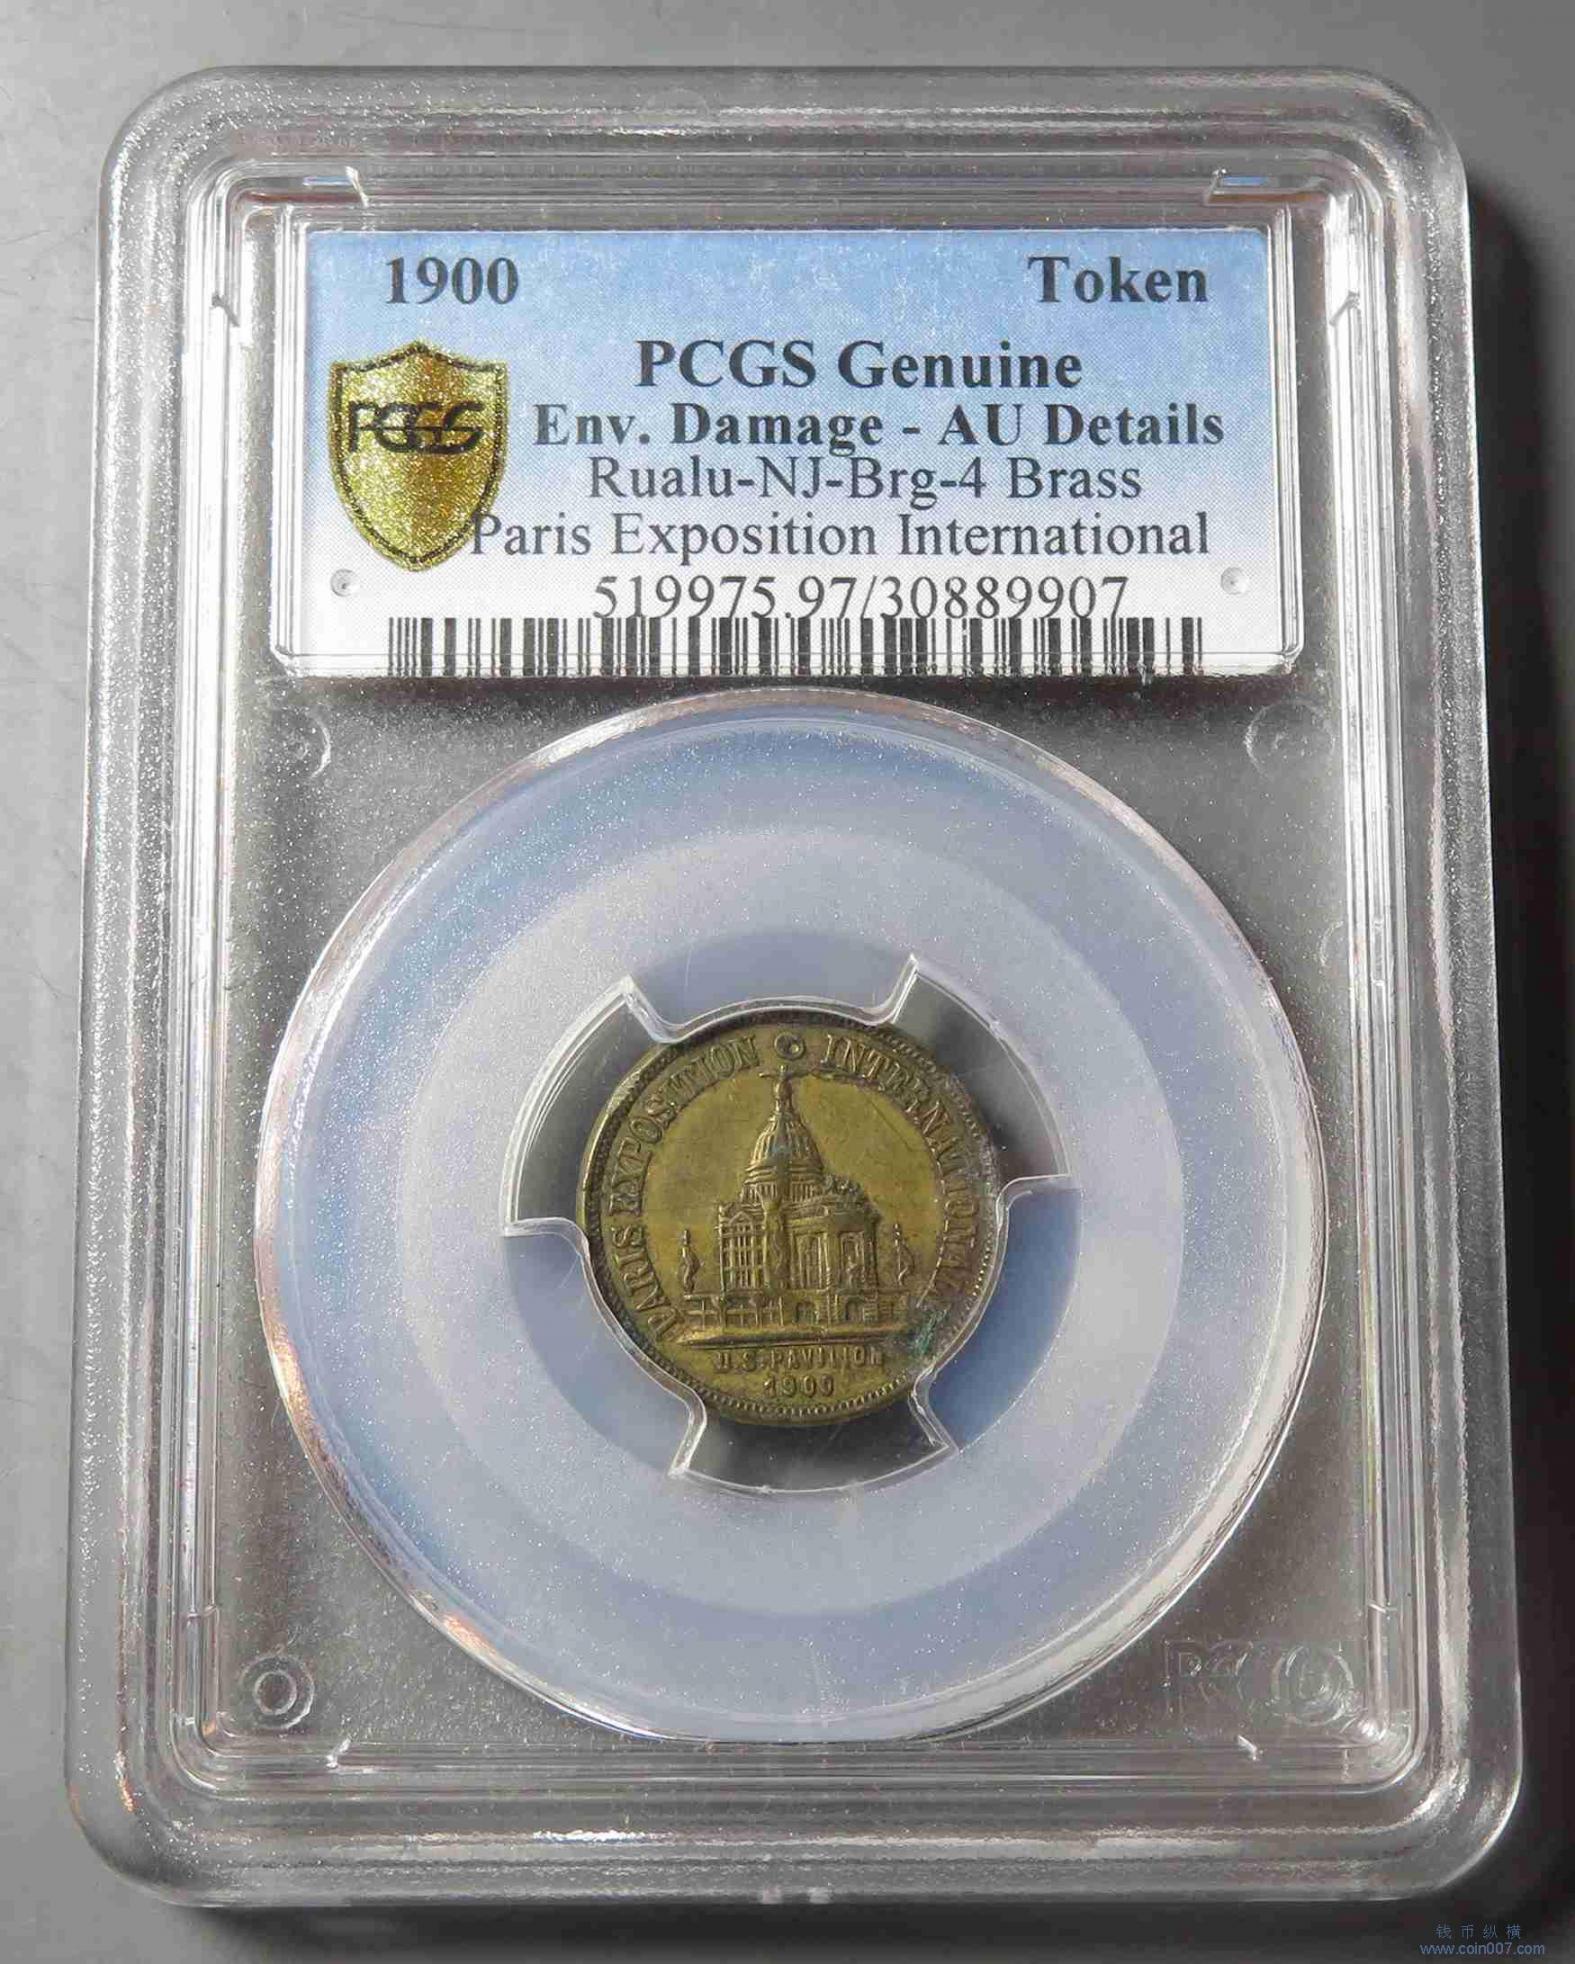 1900 Token
PCGS Genuine
PCGS
Env. Damage - AU Details
Rualu-NJ-Brg-4 Brass
Paris Exposition International
519975.97/30889907
PARIS EXPOSITION INTERNATIONAL
U.S. PAVILION
1900
钱币纵横
www.coin007.com